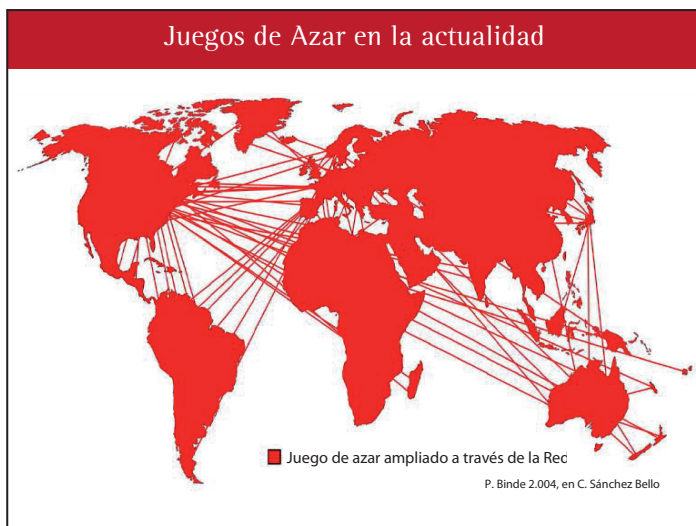 Juegos de Azar en la actualidad
Juego de azar ampliado a través de la Red
P. Binde 2.004, en C. Sánchez Bello